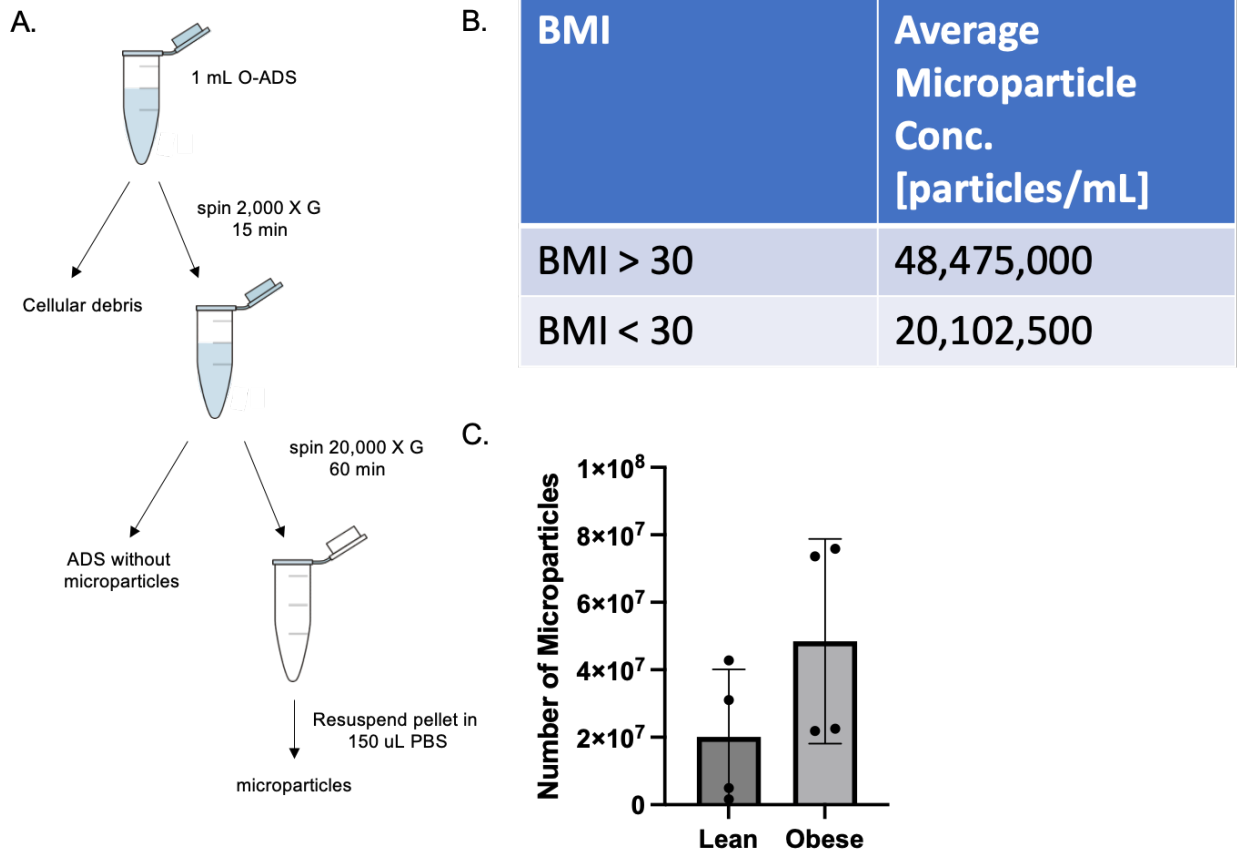 A.
1 mL O-ADS
spin 2,000 X G
15 min
Cellular debris
spin 20,000 X G
60 min
ADS without
microparticles
Resuspend pellet in
150 uL PBS
microparticles
B.
BMI
Average
Microparticle
Conc.
[particles/mL]
BMI > 30
48,475,000
BMI < 30
20,102,500
C.
Number of Microparticles
1×10⁸
8×10⁷
6×10⁷
4×10⁷
2×10⁷
0
Lean
Obese